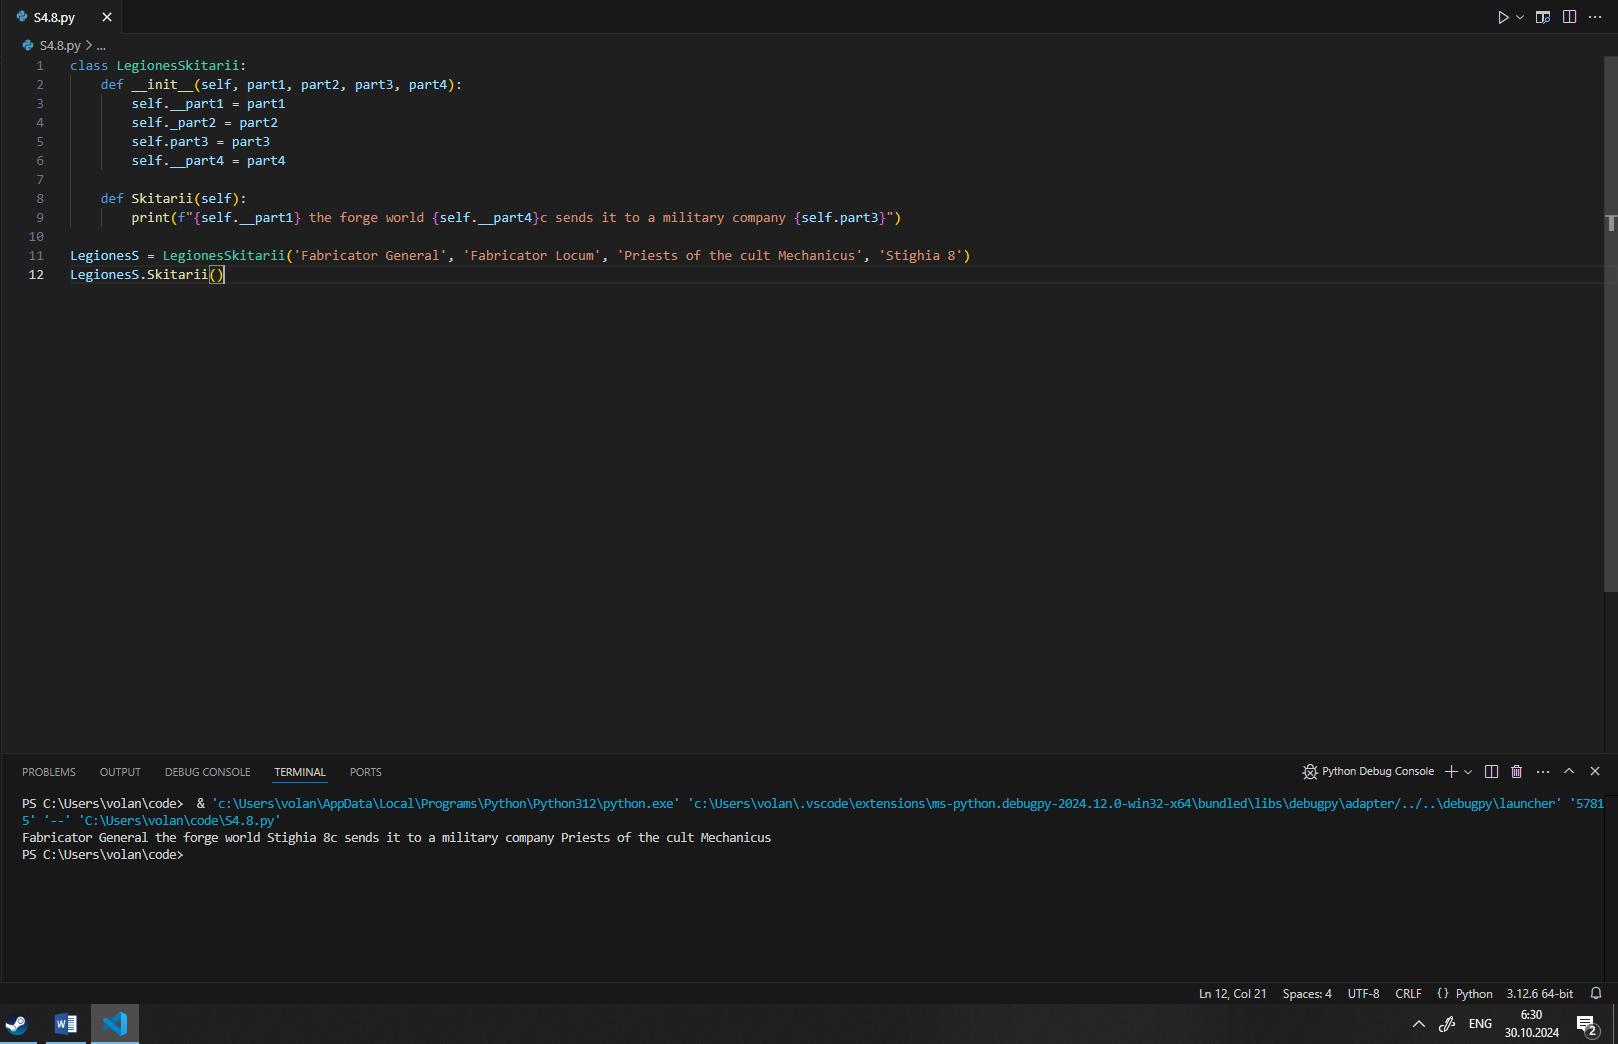 S4.8.py
S4.8.py > ...
1 class LegionesSkitarii:
2     def __init__(self, part1, part2, part3, part4):
3         self.__part1 = part1
4         self._part2 = part2
5         self.part3 = part3
6         self.__part4 = part4
7
8     def Skitarii(self):
9         print(f"{self.__part1} the forge world {self.__part4}c sends it to a military company {self.part3}")
10
11 LegionesS = LegionesSkitarii('Fabricator General', 'Fabricator Locum', 'Priests of the cult Mechanicus', 'Stighia 8')
12 LegionesS.Skitarii()
PROBLEMS OUTPUT DEBUG CONSOLE TERMINAL PORTS Python Debug Console
PS C:\Users\volan\code>  & 'c:\Users\volan\AppData\Local\Programs\Python\Python312\python.exe' 'c:\Users\volan\.vscode\extensions\ms-python.debugpy-2024.12.0-win32-x64\bundled\libs\debugpy\adapter/../..\debugpy\launcher' '5781
5' '--' 'C:\Users\volan\code\S4.8.py'
Fabricator General the forge world Stighia 8c sends it to a military company Priests of the cult Mechanicus
PS C:\Users\volan\code>
Ln 12, Col 21 Spaces: 4 UTF-8 CRLF {} Python 3.12.6 64-bit
ENG
6:30
30.10.2024
2